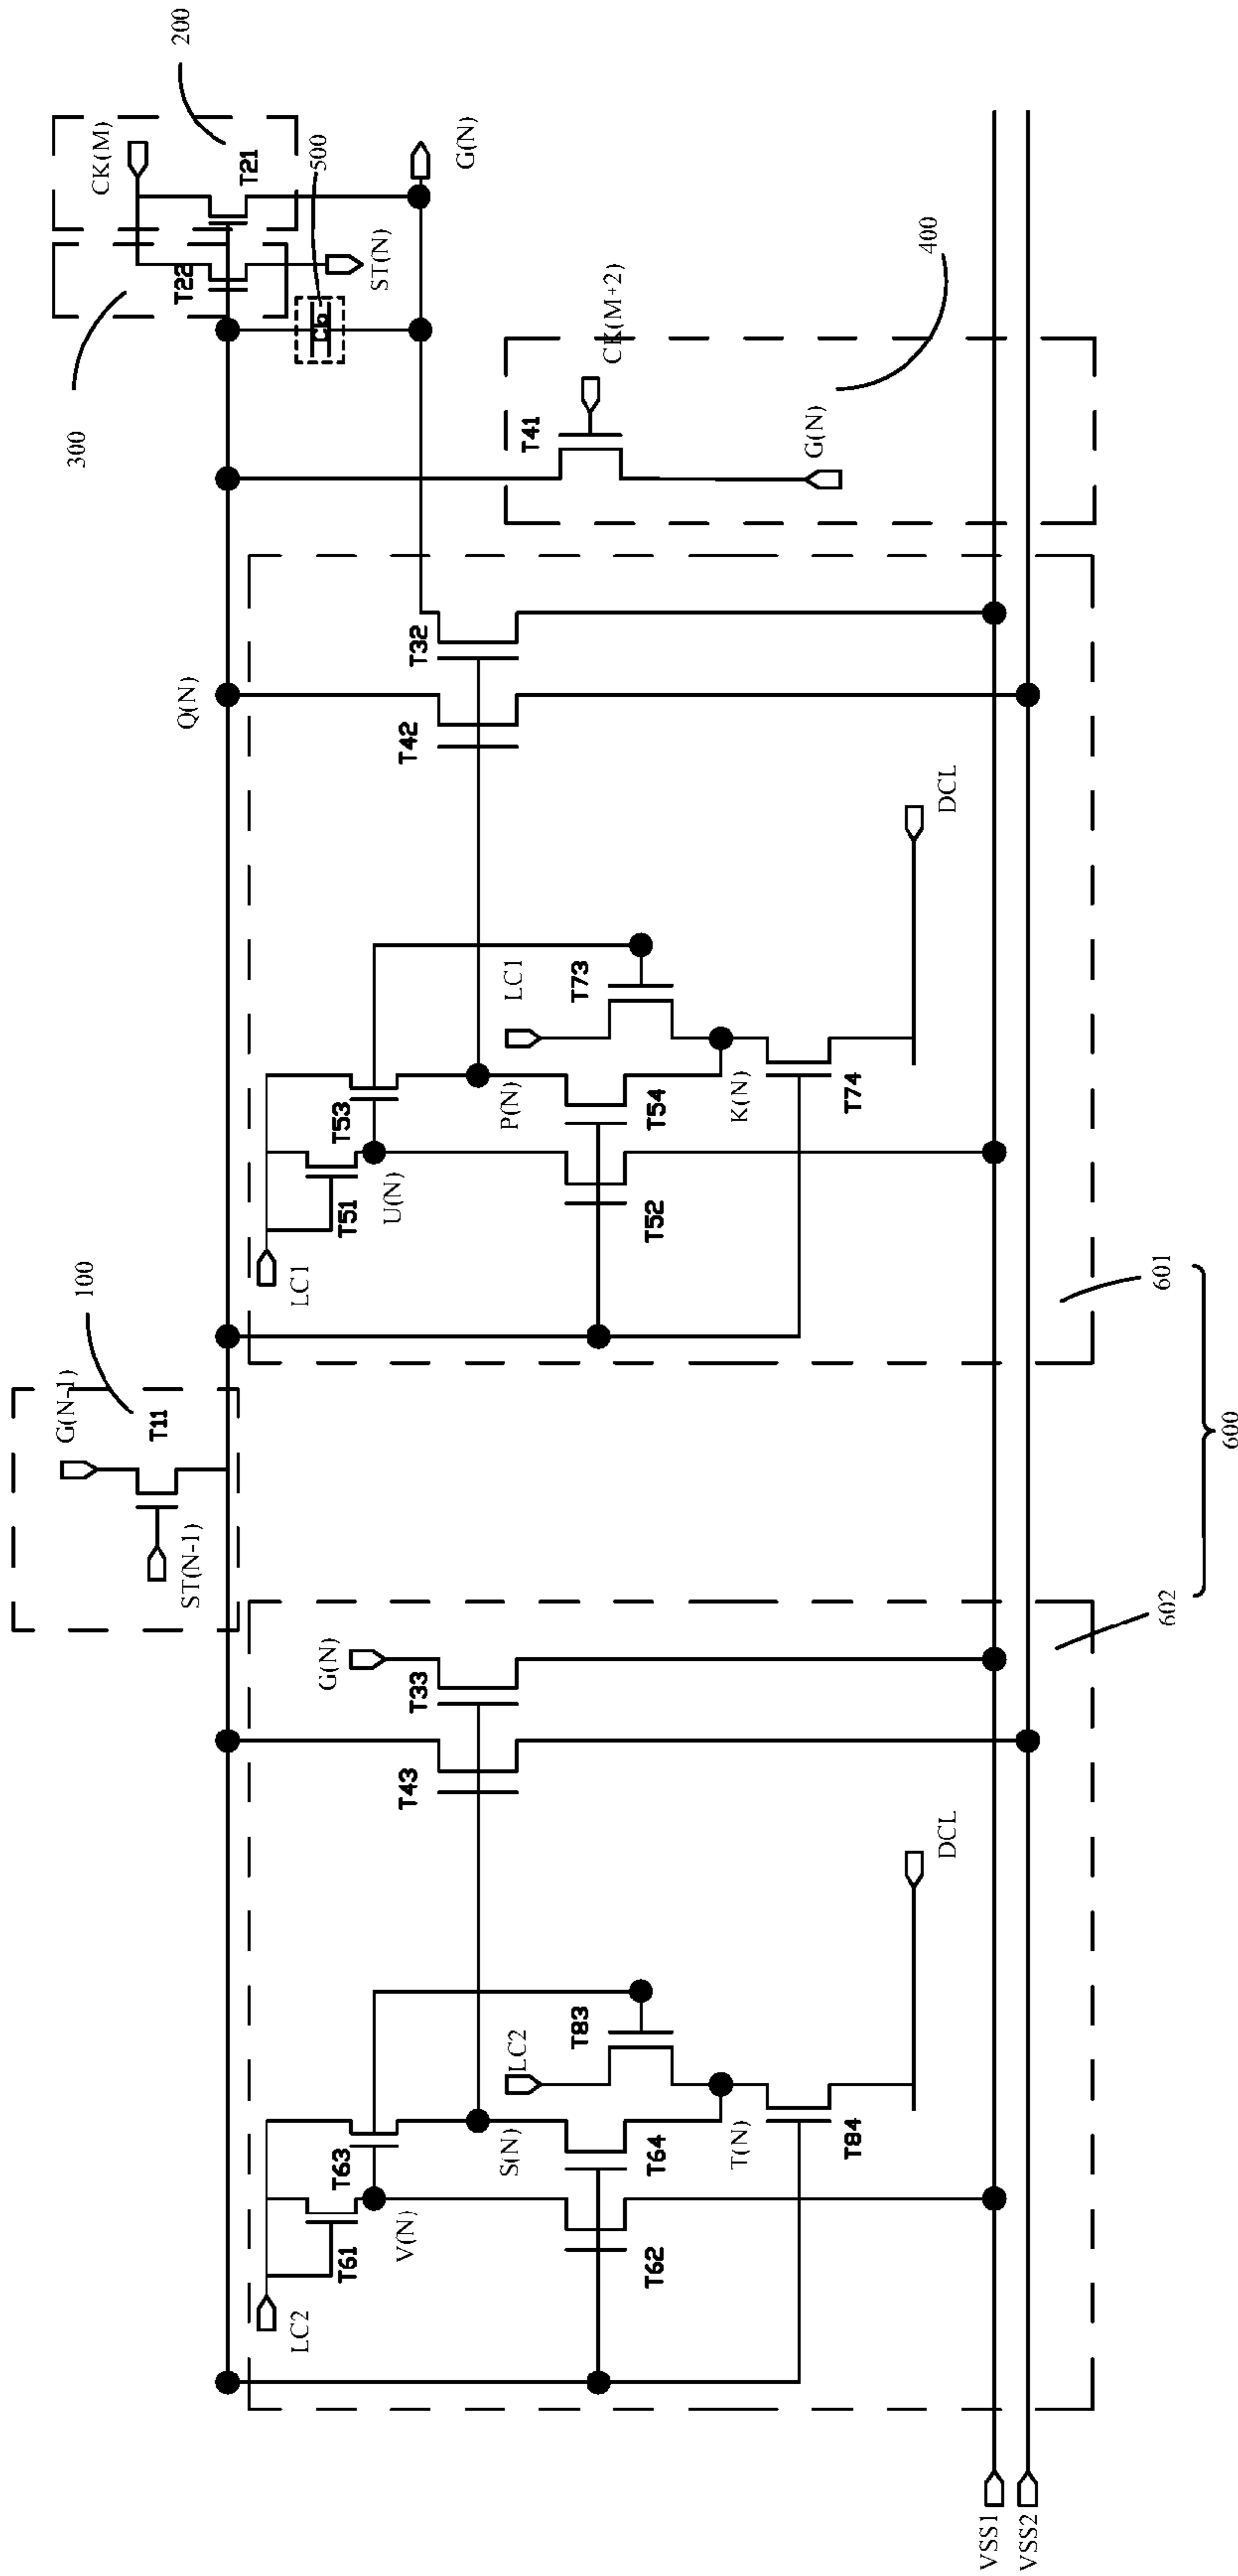 200
CK(M)
T21
500
G(N)
T22
ST(N)
300
Cb
CK(M+2)
400
T41
G(N)
Q(N)
T32
T42
DCL
LC1
T73
T53
P(N)
T54
K(N)
T74
T51
U(N)
T52
LC1
100
G(N-1)
T11
ST(N-1)
601
600
602
G(N)
T33
T43
DCL
LC2
T83
T63
S(N)
T64
T(N)
T84
T61
V(N)
T62
LC2
VSS1
VSS2